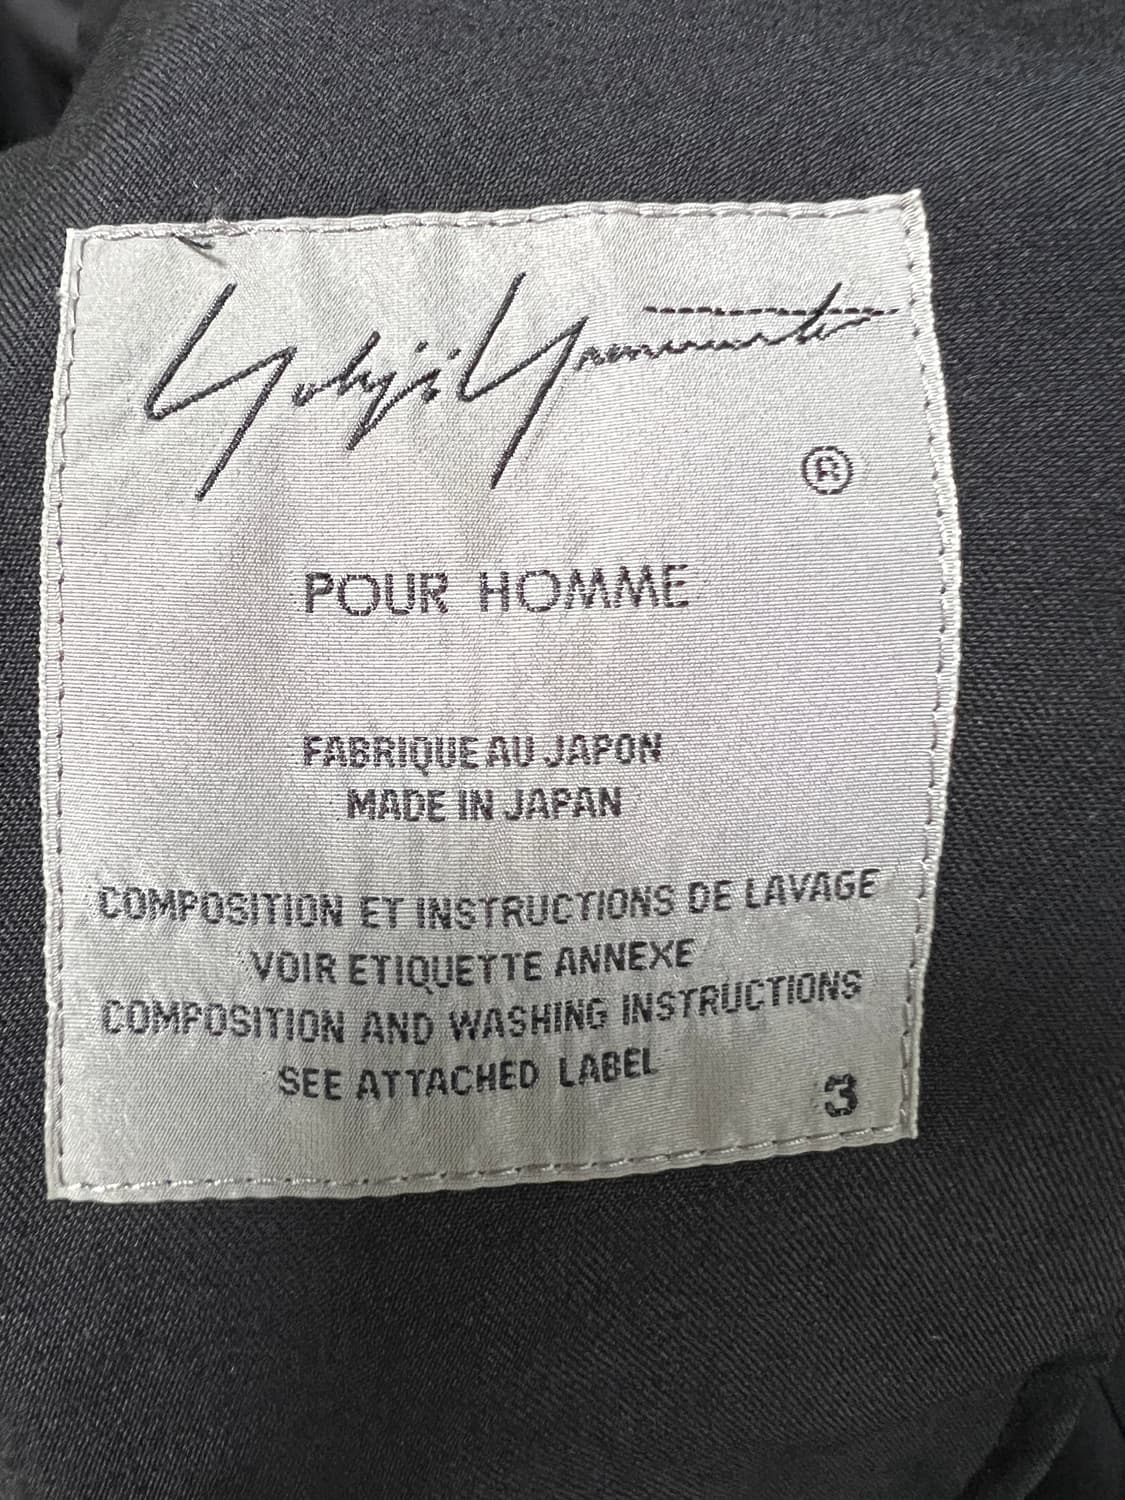 Yohji Yamamoto
®
POUR HOMME
FABRIQUE AU JAPON
MADE IN JAPAN
COMPOSITION ET INSTRUCTIONS DE LAVAGE
VOIR ETIQUETTE ANNEXE
COMPOSITION AND WASHING INSTRUCTIONS
SEE ATTACHED LABEL
3